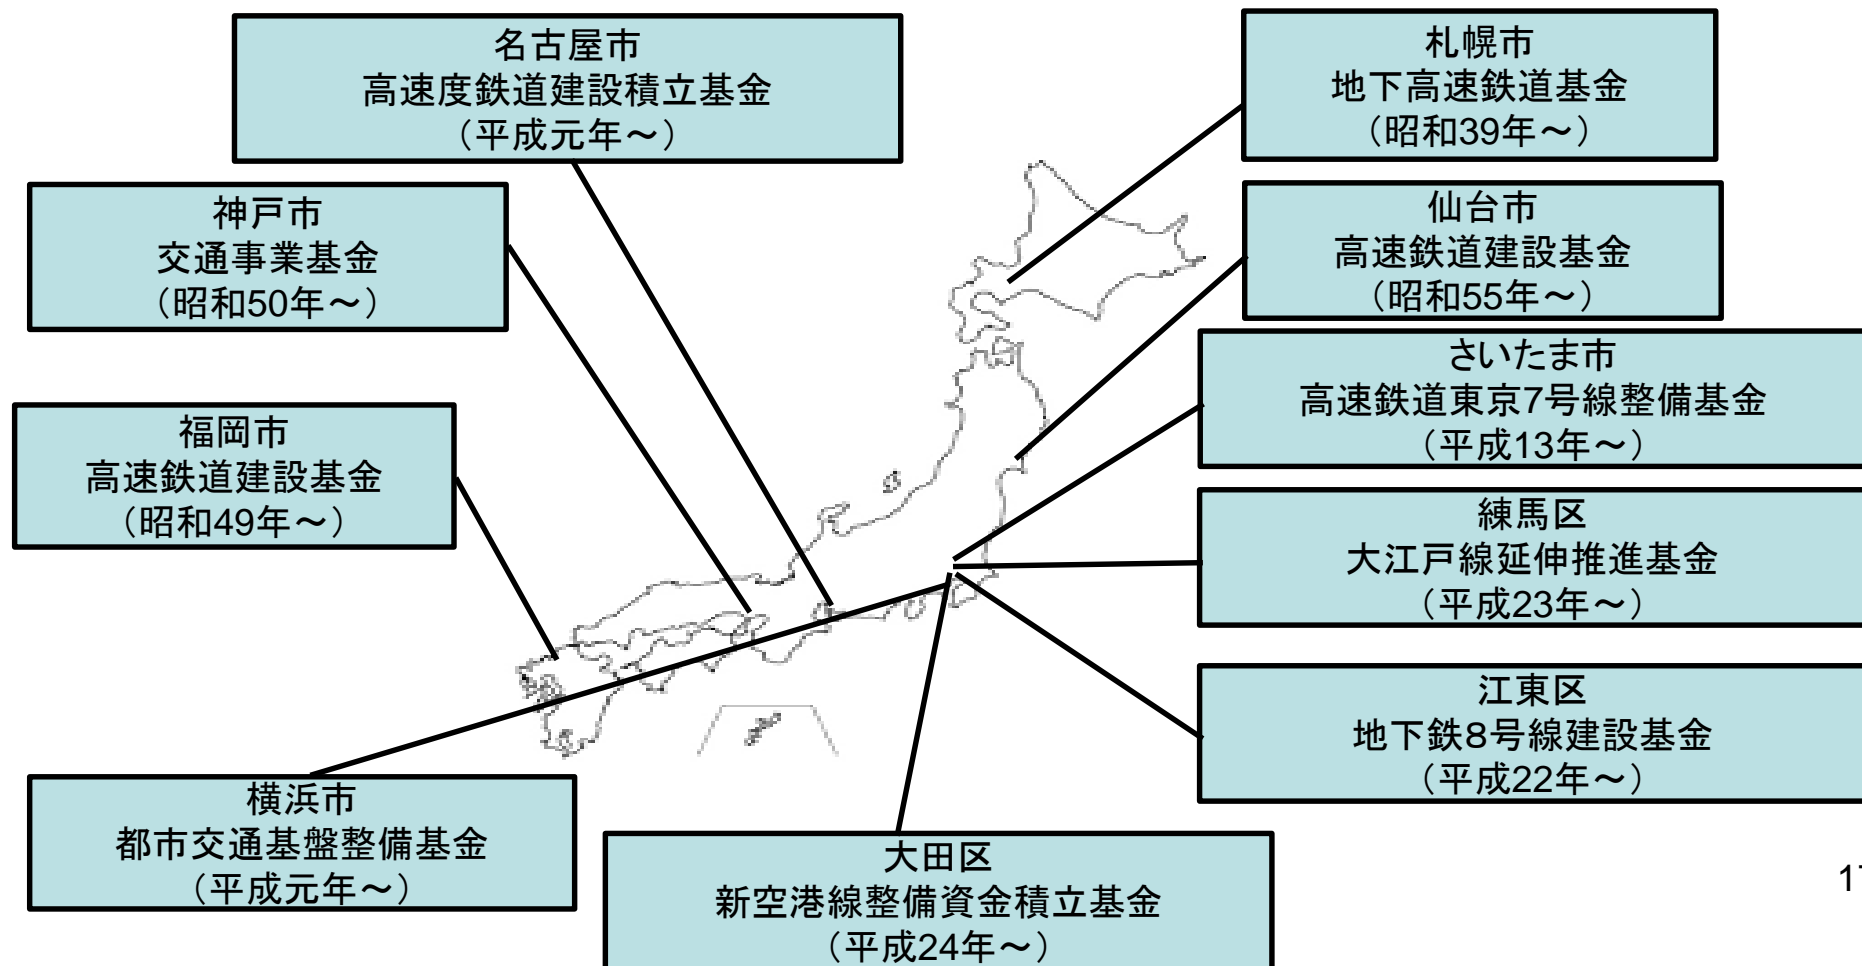 名古屋市
高速度鉄道建設積立基金
（平成元年～）
札幌市
地下高速鉄道基金
（昭和39年～）
神戸市
交通事業基金
（昭和50年～）
仙台市
高速鉄道建設基金
（昭和55年～）
さいたま市
高速鉄道東京7号線整備基金
（平成13年～）
福岡市
高速鉄道建設基金
（昭和49年～）
練馬区
大江戸線延伸推進基金
（平成23年～）
江東区
地下鉄8号線建設基金
（平成22年～）
横浜市
都市交通基盤整備基金
（平成元年～）
大田区
新空港線整備資金積立基金
（平成24年～）